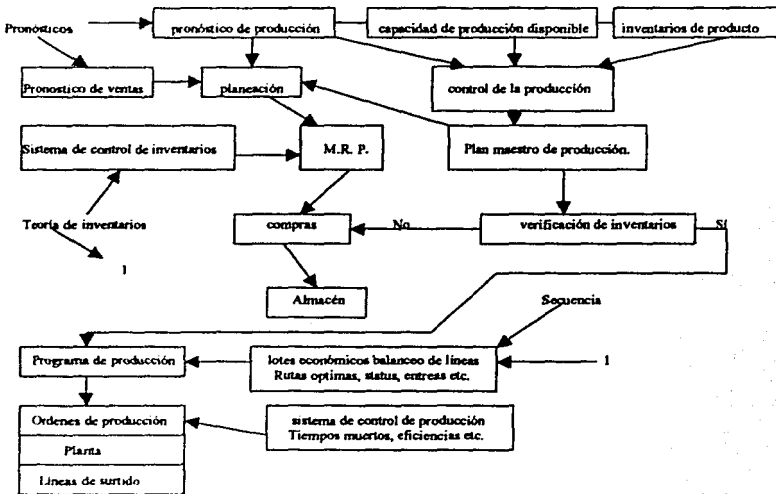 Pronósticos
pronóstico de producción
capacidad de producción disponible
inventarios de producto
Pronostico de ventas
planeación
control de la producción
Sistema de control de inventarios
M.R. P.
Plan maestro de producción.
Teoría de inventarios
compras
No
verificación de inventarios
Sí
1
Almacén
Secuencia
Programa de producción
lotes económicos balanceo de líneas
Rutas optimas, status, entreas etc.
1
Ordenes de producción
sistema de control de producción
Tiempos muertos, eficiencias etc.
Planta
Líneas de surtido